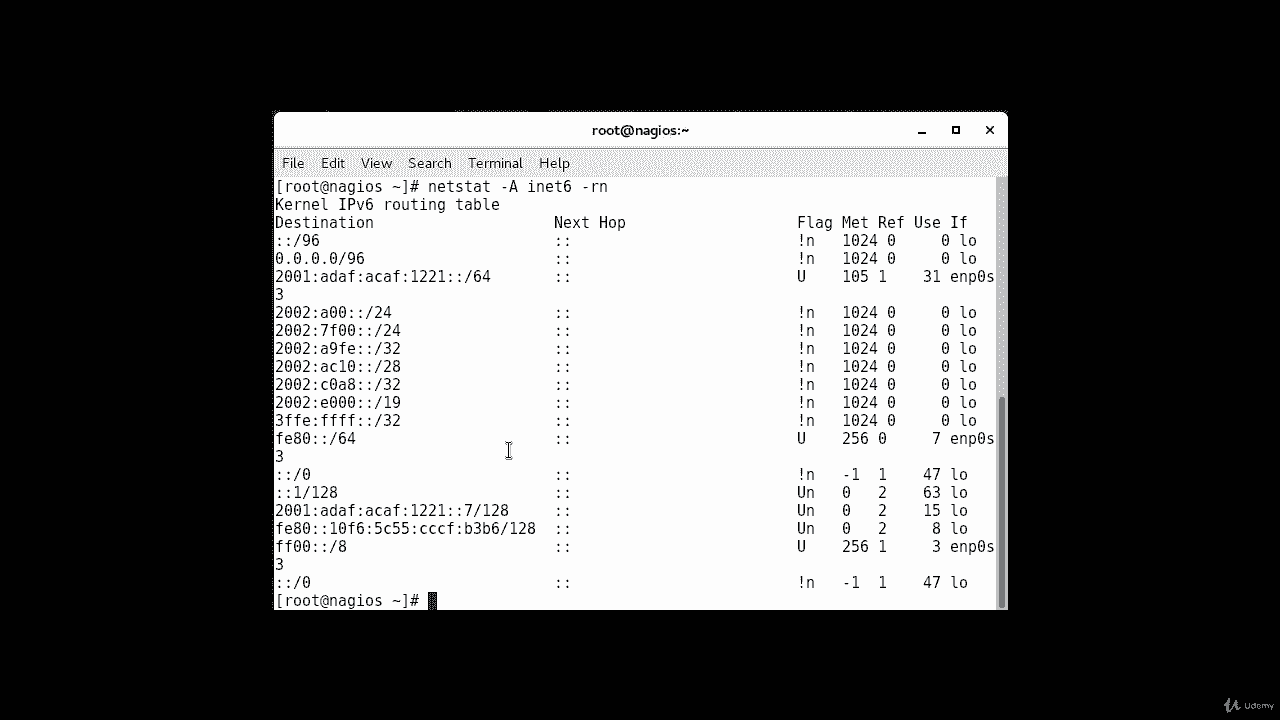 root@nagios:~
File Edit View Search Terminal Help
[root@nagios ~]# netstat -A inet6 -rn
Kernel IPv6 routing table
Destination                    Next Hop                   Flag Met Ref Use If
::/96                          ::                         !n   1024 0     0 lo
0.0.0.0/96                     ::                         !n   1024 0     0 lo
2001:adaf:acaf:1221::/64       ::                         U    105 1    31 enp0s
3
2002:a00::/24                  ::                         !n   1024 0     0 lo
2002:7f00::/24                 ::                         !n   1024 0     0 lo
2002:a9fe::/32                 ::                         !n   1024 0     0 lo
2002:ac10::/28                 ::                         !n   1024 0     0 lo
2002:c0a8::/32                 ::                         !n   1024 0     0 lo
2002:e000::/19                 ::                         !n   1024 0     0 lo
3ffe:ffff::/32                 ::                         !n   1024 0     0 lo
fe80::/64                      ::                         U    256 0     7 enp0s
3
::/0                           ::                         !n   -1  1    47 lo
::1/128                        ::                         Un   0   2    63 lo
2001:adaf:acaf:1221::7/128     ::                         Un   0   2    15 lo
fe80::10f6:5c55:cccf:b3b6/128  ::                         Un   0   2     8 lo
ff00::/8                       ::                         U    256 1     3 enp0s
3
::/0                           ::                         !n   -1  1    47 lo
[root@nagios ~]#
Udemy